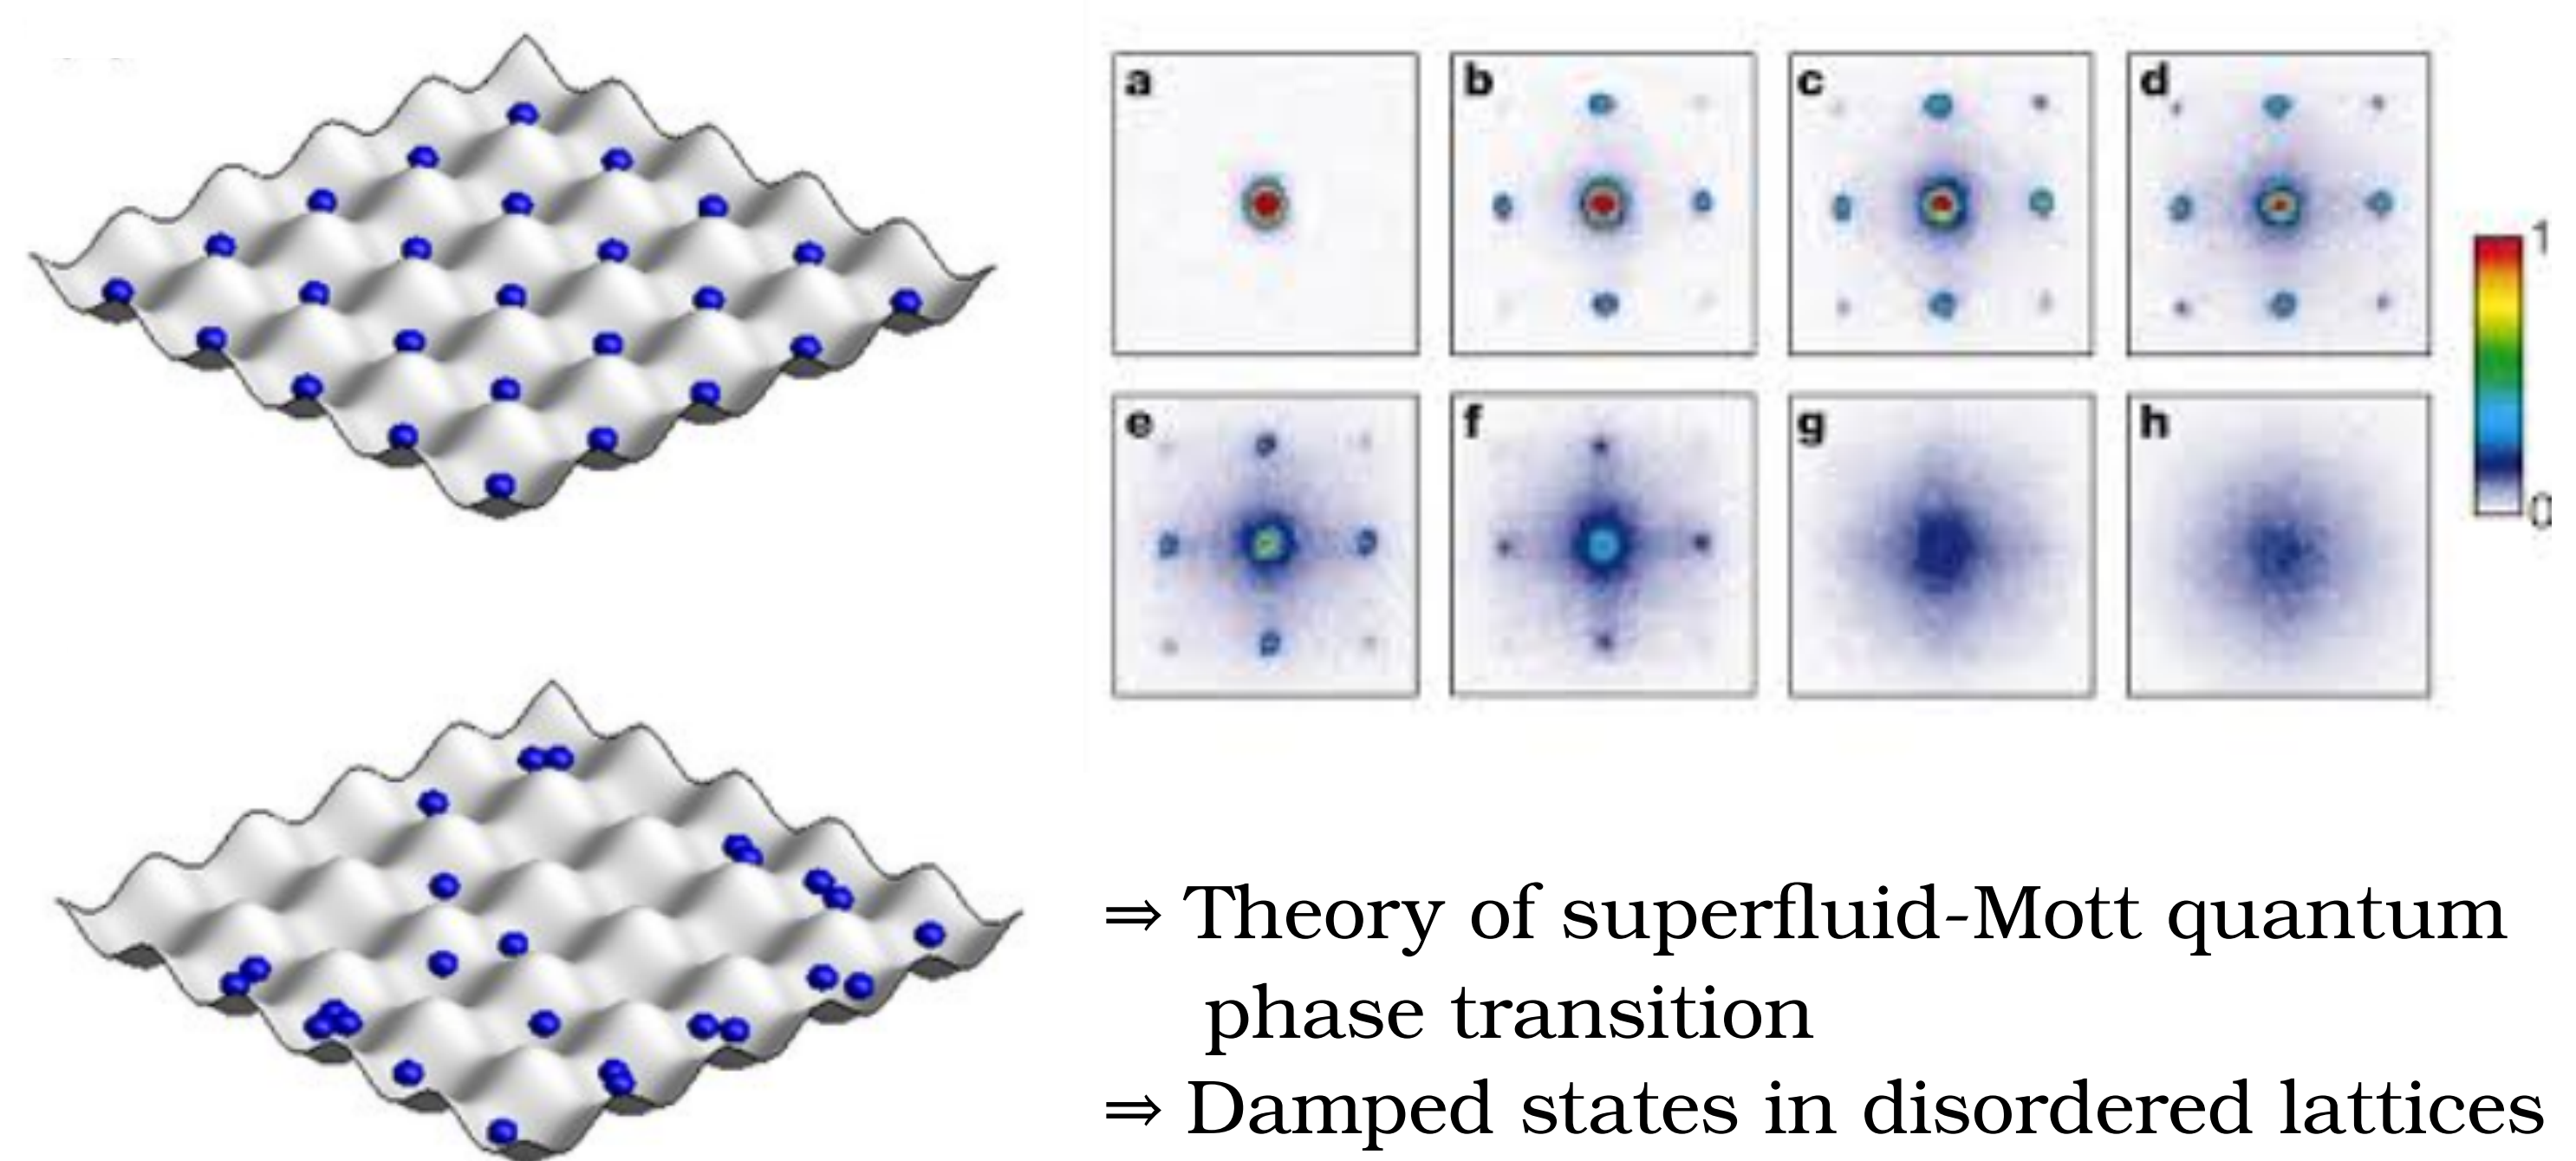 a
b
c
d
e
f
g
h
1
0
⇒ Theory of superfluid-Mott quantum
phase transition
⇒ Damped states in disordered lattices